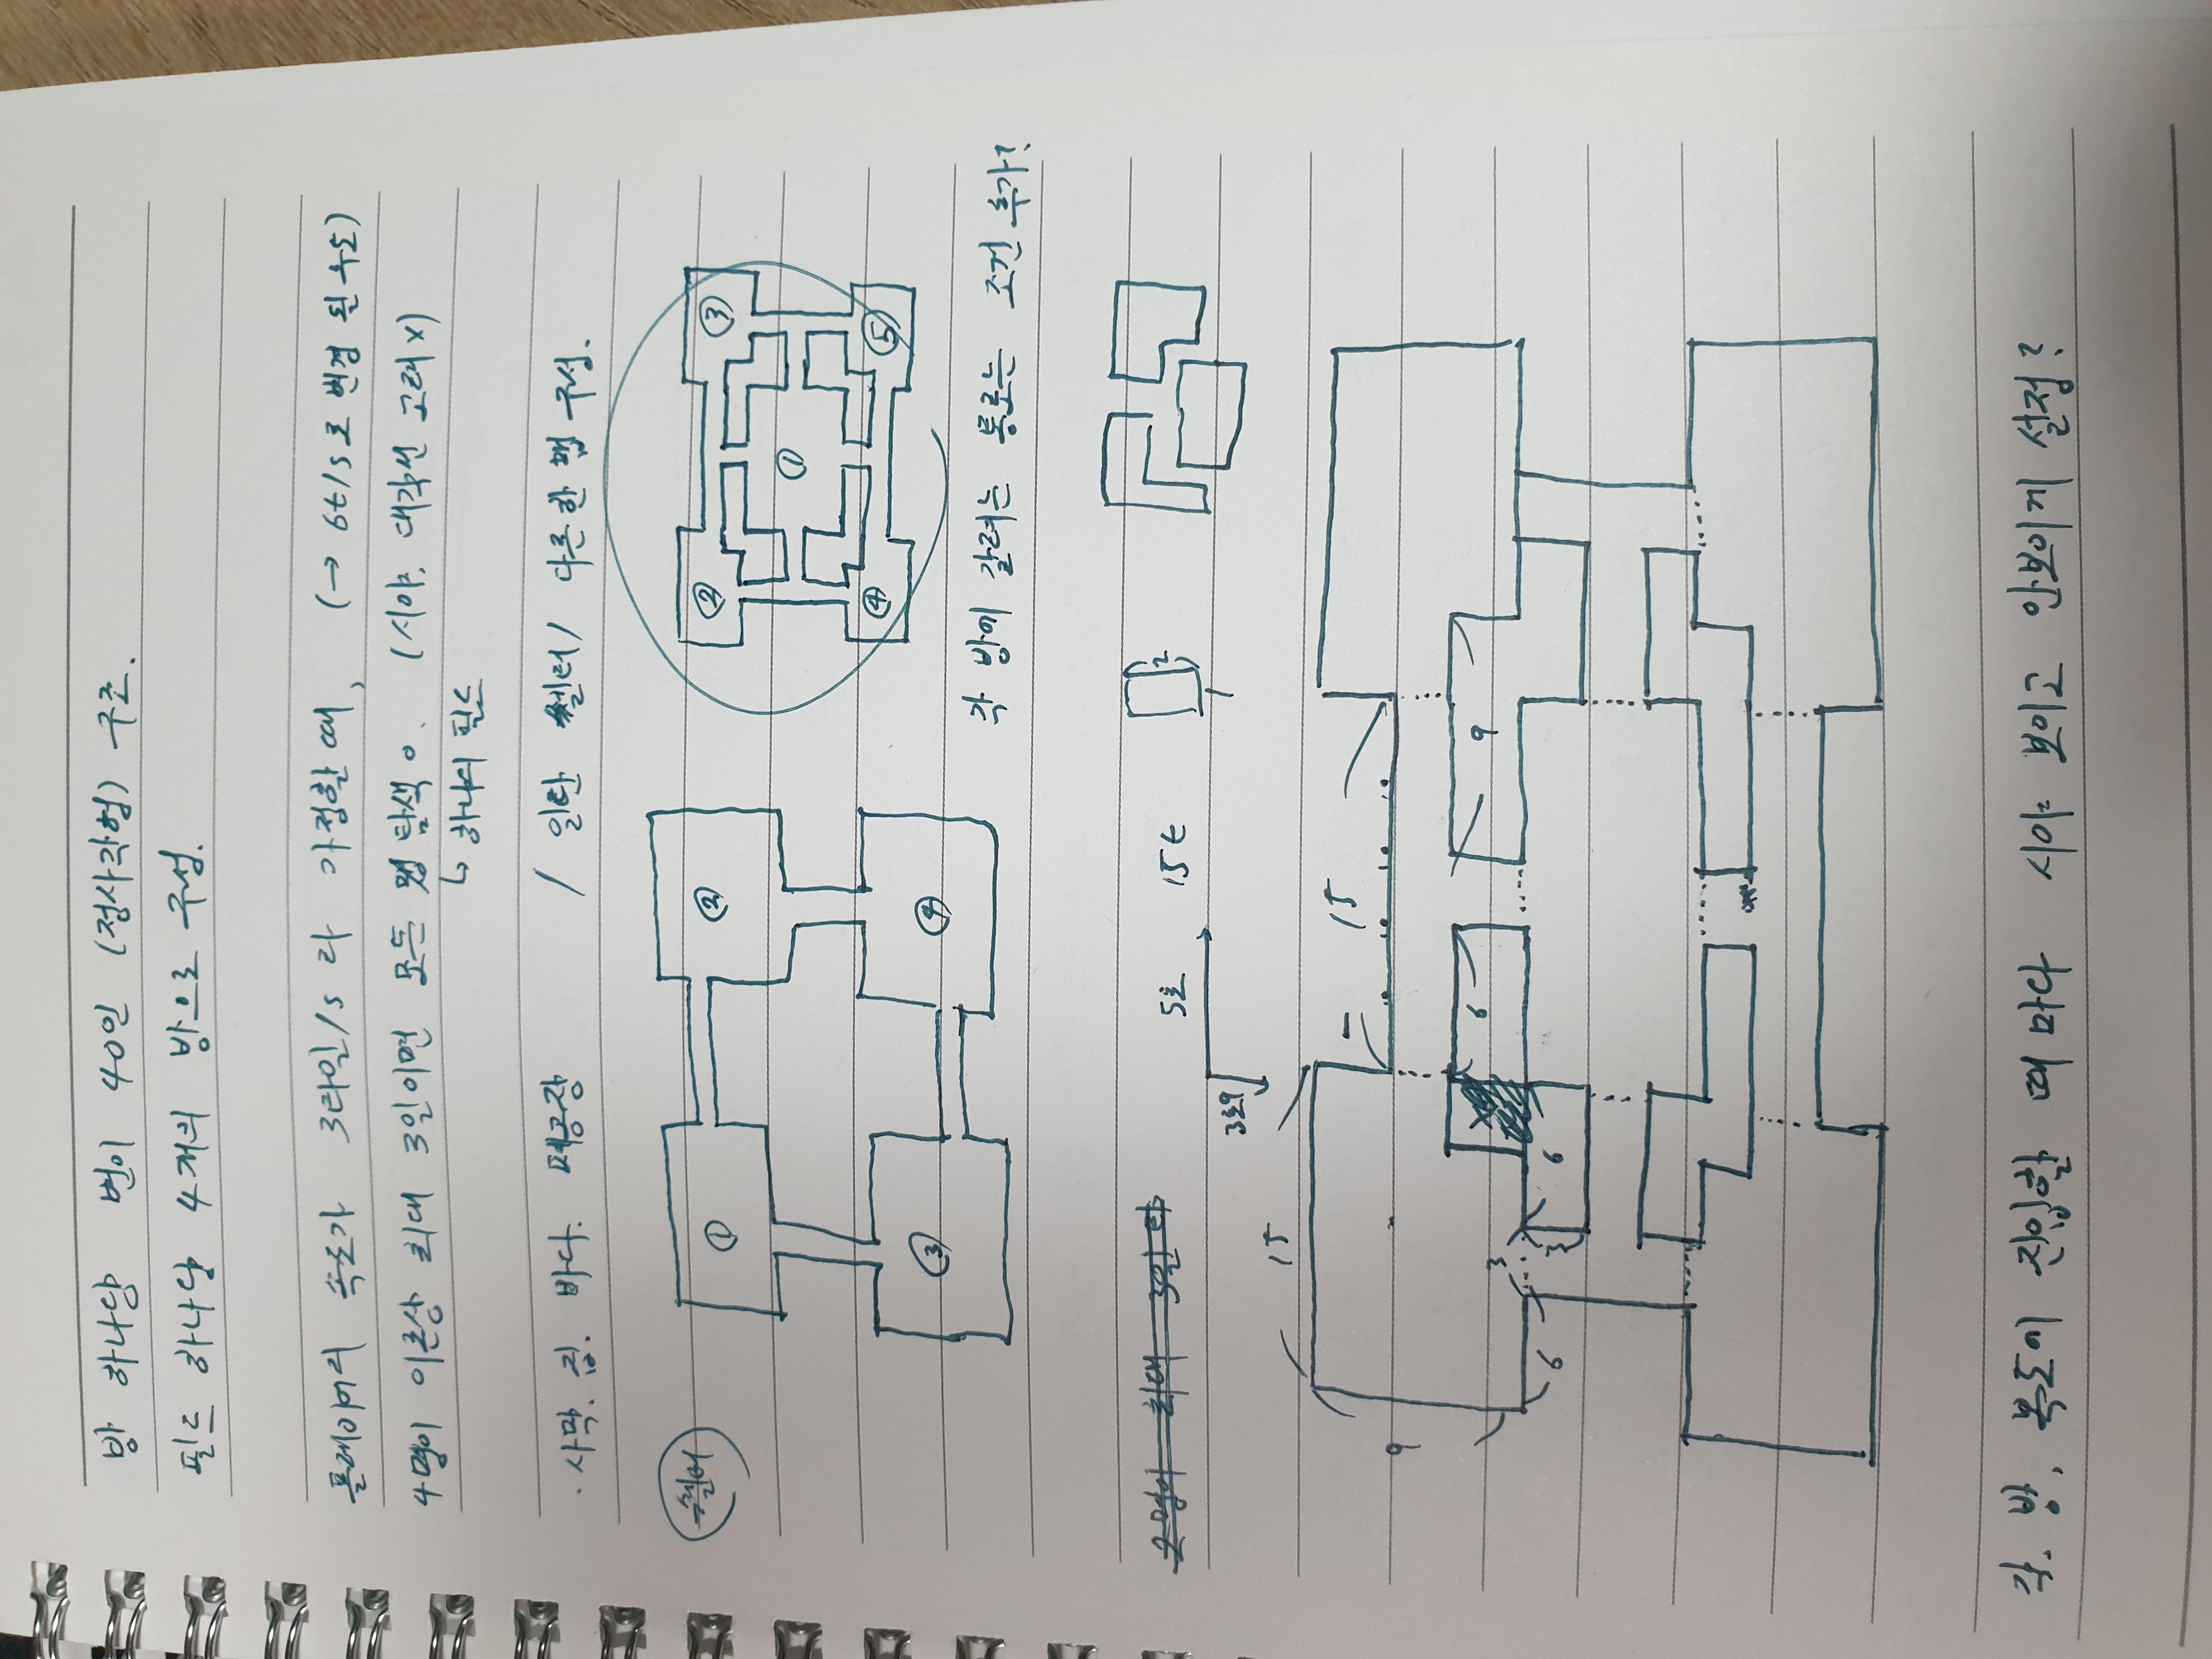 방 하나당 변이 40인 (정사각형) 구조.
필드 하나당 4개의 방으로 구성.
플레이어의 속도가 3타일/s 라 가정할 때, (→ 6t/s로 변경 될 수도)
4명이 이론상 최대 3일이면 모든 맵 탐색 o. (시야, 대각선 고려 x)
↳ 하나의 필드
· 사막. 집. 바다. 폐공장 / 일단 쉘터/ 다른한 맵 구성.
쉘터
① ②
③ ④
② ③
①
④ ⑤
각 방에 갈려는 통로는 조건 추가?
2명이 최대 3일
5초 15t
3초9
2
1
15
15
9
6
9
3
6
3
6
각. 방, 복도에 진입할 때 마다 시야 보이고 안보이게 설정?